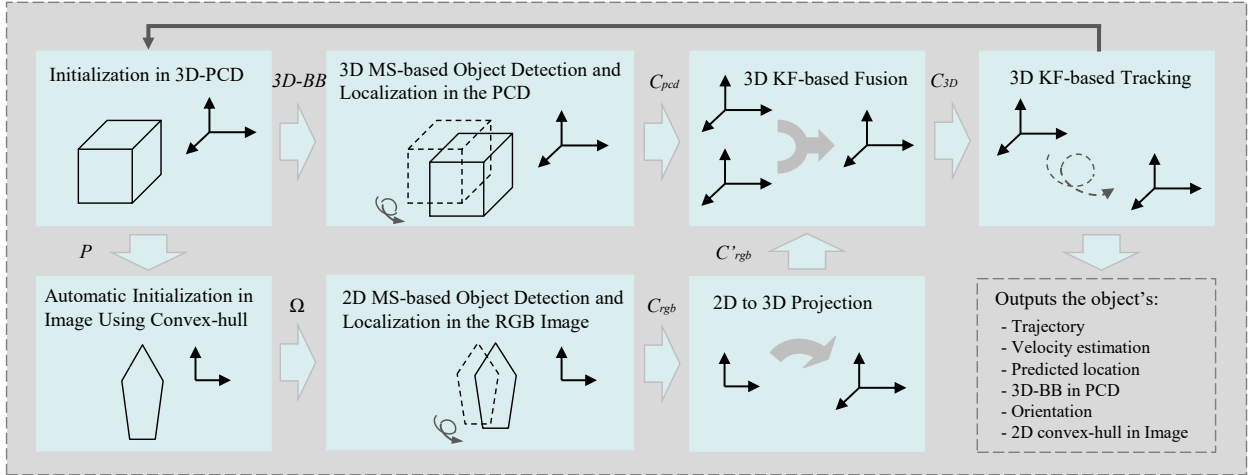 Initialization in 3D-PCD
3D-BB
3D MS-based Object Detection and
Localization in the PCD
Cpcd
3D KF-based Fusion
C3D
3D KF-based Tracking
P
C'rgb
Automatic Initialization in
Image Using Convex-hull
Ω
2D MS-based Object Detection and
Localization in the RGB Image
Crgb
2D to 3D Projection
Outputs the object's:
- Trajectory
- Velocity estimation
- Predicted location
- 3D-BB in PCD
- Orientation
- 2D convex-hull in Image